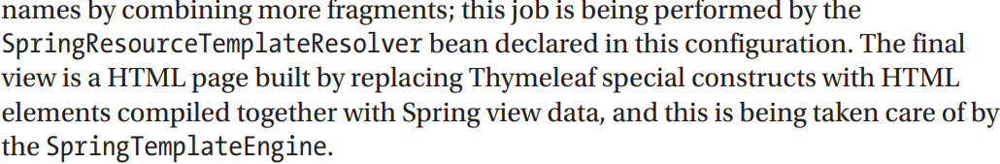 names by combining more fragments; this job is being performed by the
SpringResourceTemplateResolver bean declared in this configuration. The final
view is a HTML page built by replacing Thymeleaf special constructs with HTML
elements compiled together with Spring view data, and this is being taken care of by
the SpringTemplateEngine.